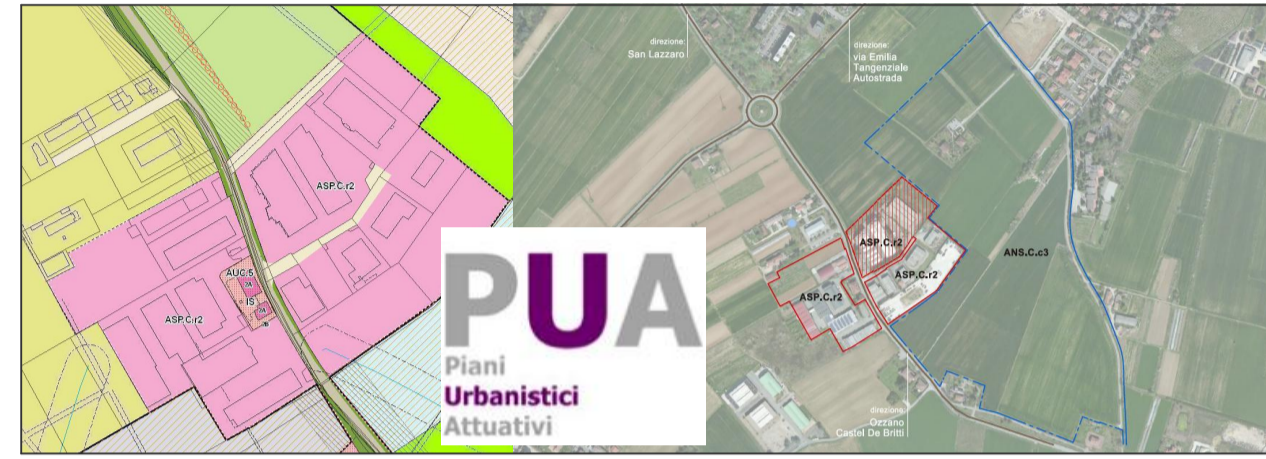 ASP.C.r2
AUC.5
IS
ASP.C.r2
PUA
Piani
Urbanistici
Attuativi
direzione:
San Lazzaro
direzione:
via Emilia
Tangenziale
Autostrada
ASP.C.r2
ASP.C.r2
ASP.C.r2
ANS.C.c3
direzione:
Ozzano
Castel De Britti